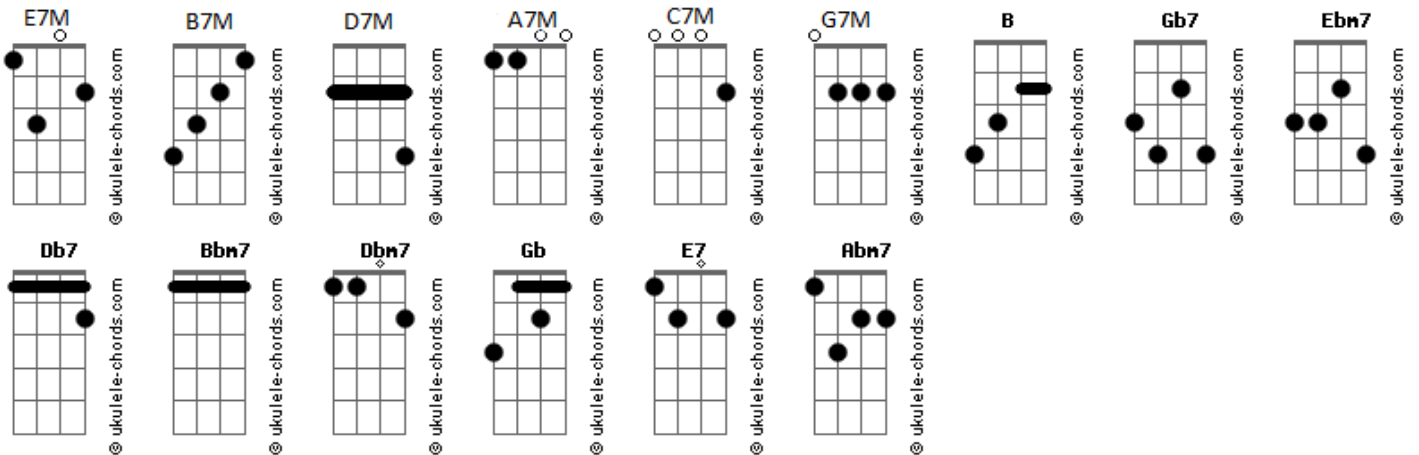 E7M B7M D7M A7M C7M G7M B Gb7 Ebm7
© ukulele-chords.com © ukulele-chords.com © ukulele-chords.com © ukulele-chords.com © ukulele-chords.com © ukulele-chords.com © ukulele-chords.com © ukulele-chords.com © ukulele-chords.com
Db7 Bbm7 Dbm7 Gb E7 Abm7
© ukulele-chords.com © ukulele-chords.com © ukulele-chords.com © ukulele-chords.com © ukulele-chords.com © ukulele-chords.com